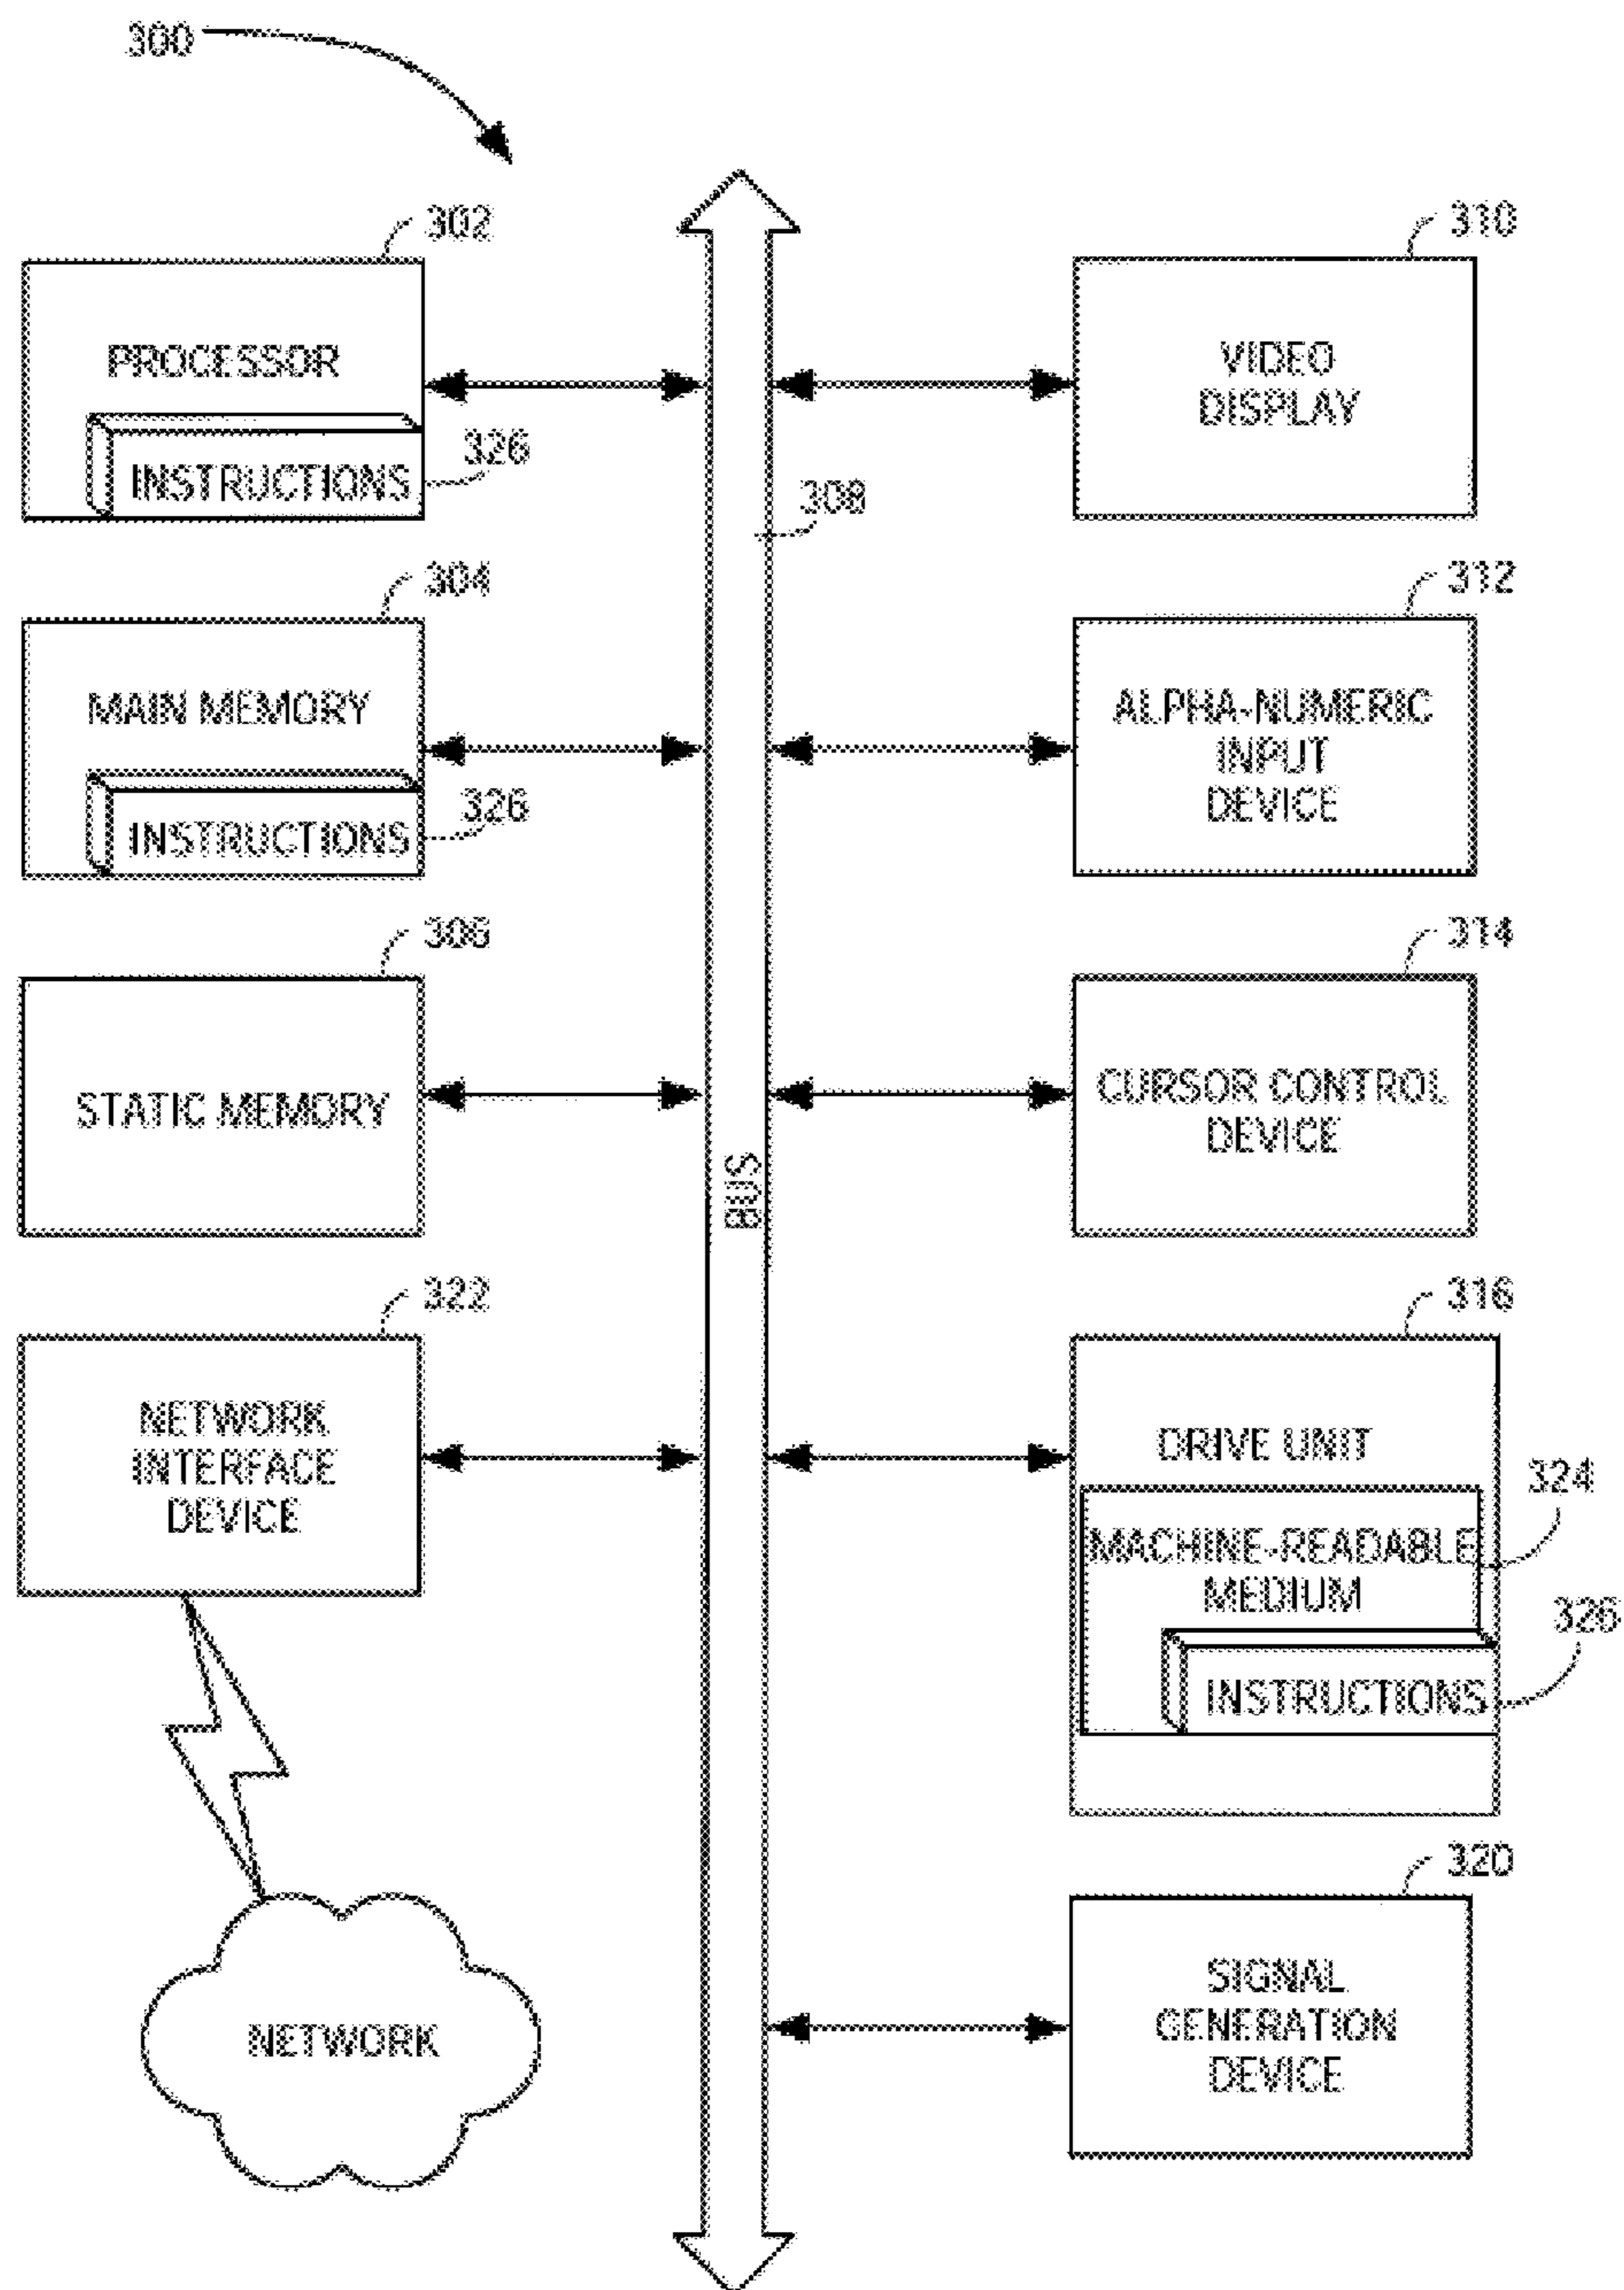 300
302
PROCESSOR
INSTRUCTIONS
326
304
MAIN MEMORY
INSTRUCTIONS
326
306
STATIC MEMORY
322
NETWORK
INTERFACE
DEVICE
NETWORK
308
BUS
310
VIDEO
DISPLAY
312
ALPHA-NUMERIC
INPUT
DEVICE
314
CURSOR CONTROL
DEVICE
316
DRIVE UNIT
324
MACHINE-READABLE
MEDIUM
326
INSTRUCTIONS
320
SIGNAL
GENERATION
DEVICE